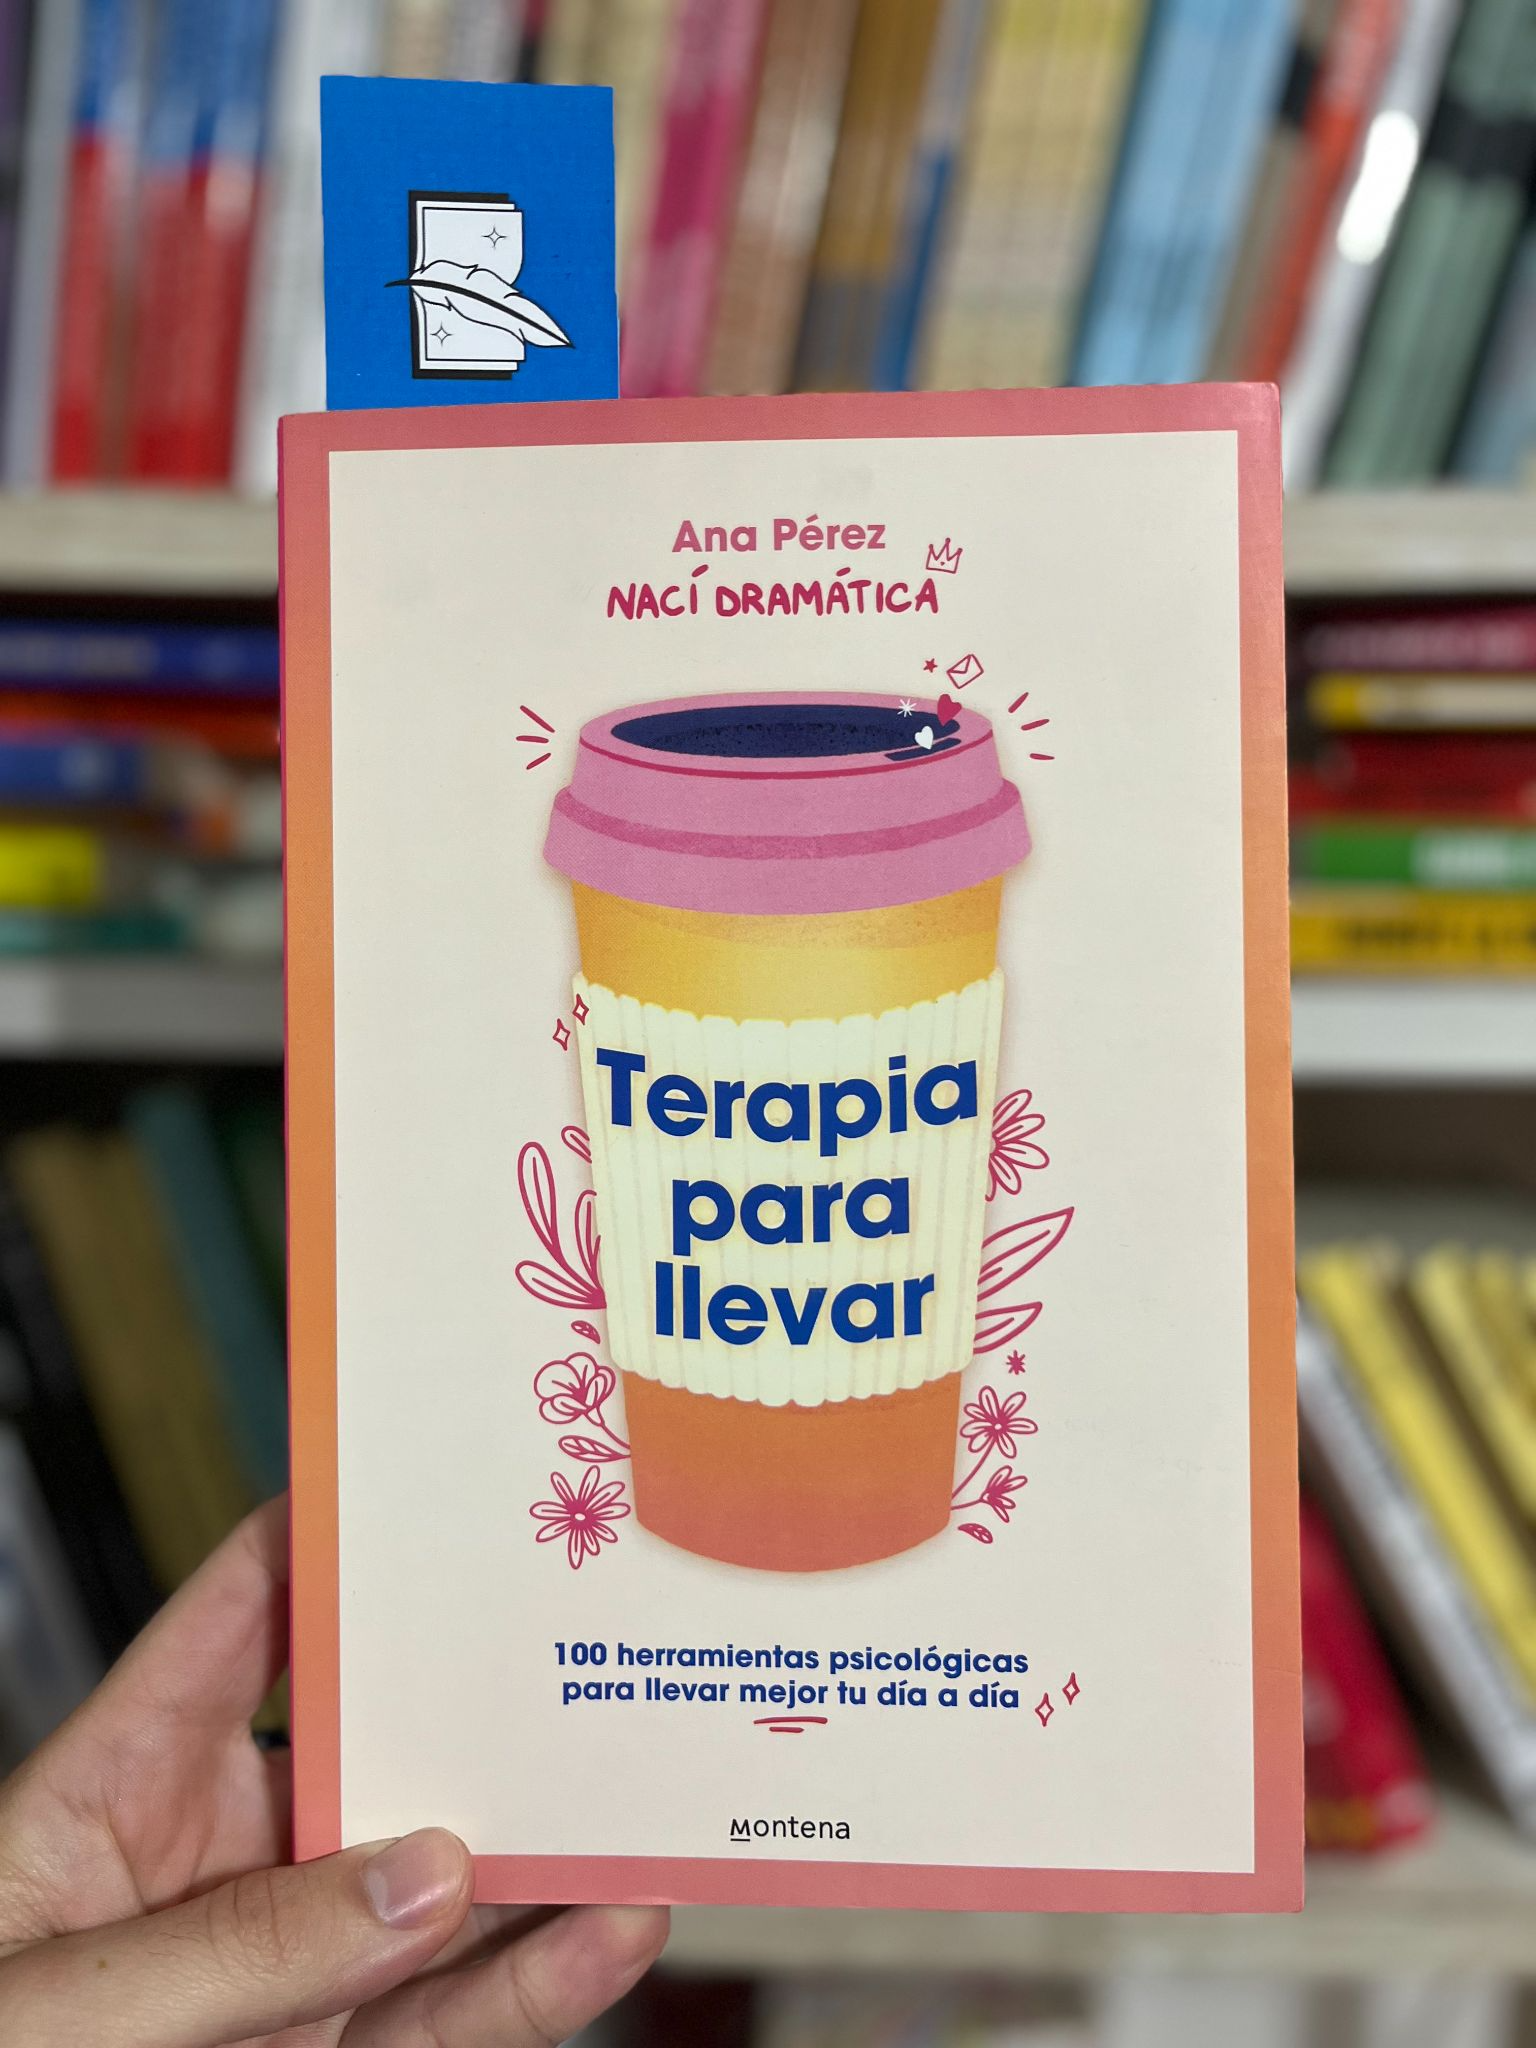 Ana Pérez
NACÍ DRAMÁTICA
Terapia
para
llevar
100 herramientas psicológicas
para llevar mejor tu día a día
Montena